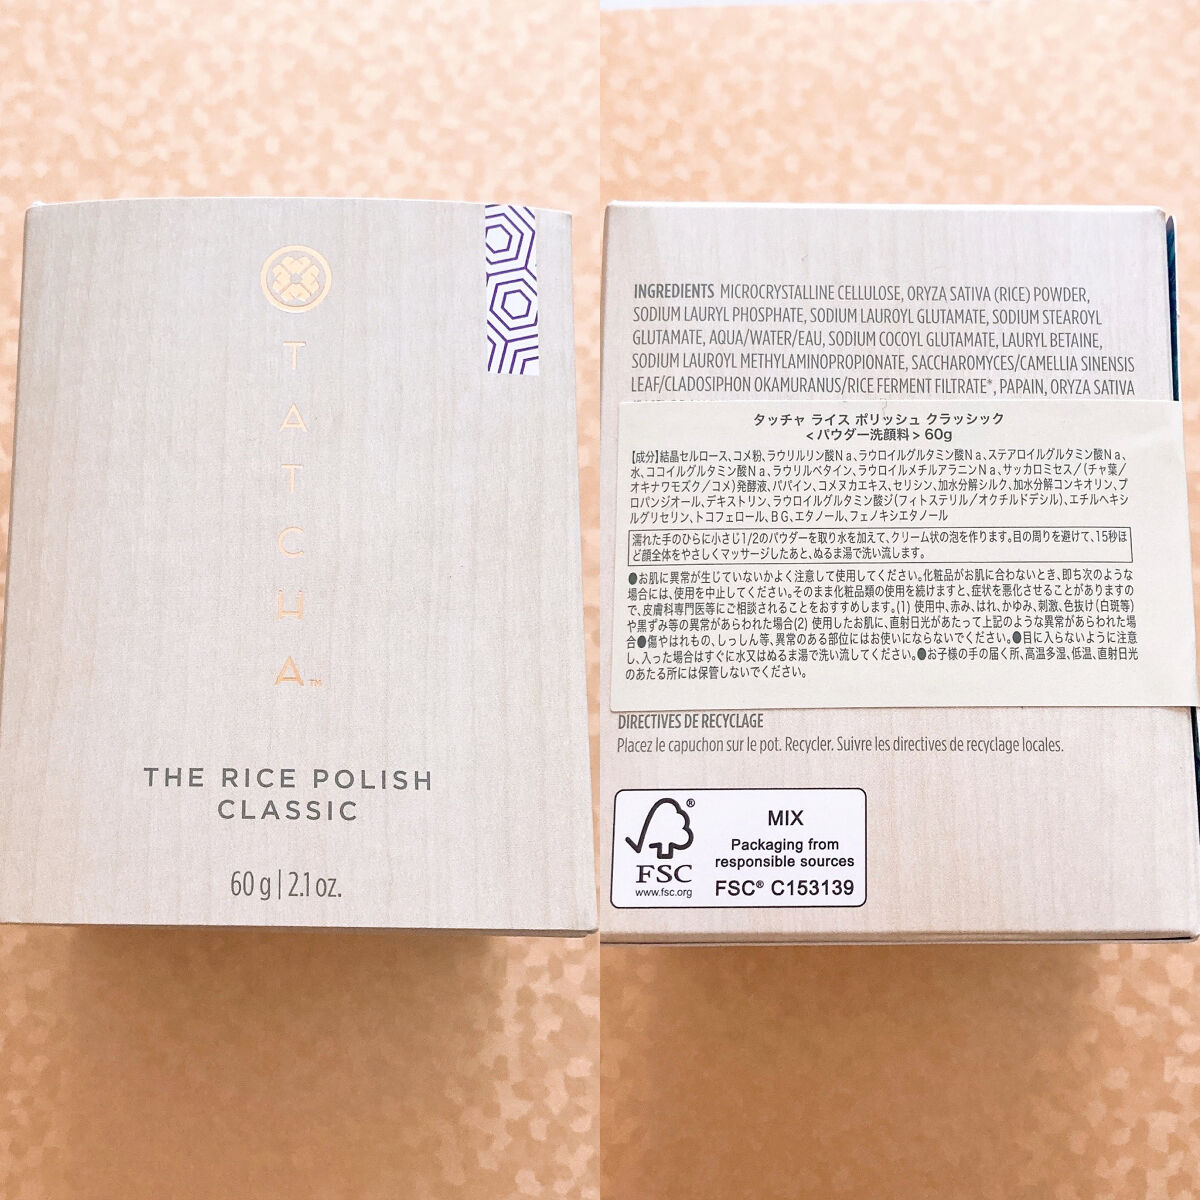 TATCHA™
THE RICE POLISH
CLASSIC
60 g | 2.1 oz.
INGREDIENTS MICROCRYSTALLINE CELLULOSE, ORYZA SATIVA (RICE) POWDER,
SODIUM LAURYL PHOSPHATE, SODIUM LAUROYL GLUTAMATE, SODIUM STEAROYL
GLUTAMATE, AQUA/WATER/EAU, SODIUM COCOYL GLUTAMATE, LAURYL BETAINE,
SODIUM LAUROYL METHYLAMINOPROPIONATE, SACCHAROMYCES/CAMELLIA SINENSIS
LEAF/CLADOSIPHON OKAMURANUS/RICE FERMENT FILTRATE*, PAPAIN, ORYZA SATIVA
タッチャ ライス ポリッシュ クラッシック
<パウダー洗顔料> 60g
【成分】結晶セルロース、コメ粉、ラウリルリン酸Na、ラウロイルグルタミン酸Na、ステアロイルグルタミン酸Na、
水、ココイルグルタミン酸Na、ラウリルベタイン、ラウロイルメチルアラニンNa、サッカロミセス/(チャ葉/
オキナワモズク/コメ)発酵液、パパイン、コメヌカエキス、セリシン、加水分解シルク、加水分解コンキオリン、プ
ロパンジオール、デキストリン、ラウロイルグルタミン酸ジ(フィトステリル/オクチルドデシル)、エチルヘキシ
ルグリセリン、トコフェロール、BG、エタノール、フェノキシエタノール
濡れた手のひらに小さじ1/2のパウダーを取り水を加えて、クリーム状の泡を作ります。目の周りを避けて、15秒ほ
ど顔全体をやさしくマッサージしたあと、ぬるま湯で洗い流します。
●お肌に異常が生じていないかよく注意して使用してください。化粧品がお肌に合わないとき、即ち次のような
場合には、使用を中止してください。そのまま化粧品類の使用を続けますと、症状を悪化させることがありますの
で、皮膚科専門医等にご相談されることをおすすめします。(1) 使用中、赤み、はれ、かゆみ、刺激、色抜け(白斑等)
や黒ずみ等の異常があらわれた場合(2) 使用したお肌に、直射日光があたって上記のような異常があらわれた場
合●傷やはれもの、しっしん等、異常のある部位にはお使いにならないでください。●目に入らないように注意
し、入った場合はすぐに水又はぬるま湯で洗い流してください。●お子様の手の届く所、高温多湿、低温、直射日光
のあたる所には保管しないでください。
DIRECTIVES DE RECYCLAGE
Placez le capuchon sur le pot. Recycler. Suivre les directives de recyclage locales.
®
FSC
www.fsc.org
MIX
Packaging from
responsible sources
FSC® C153139